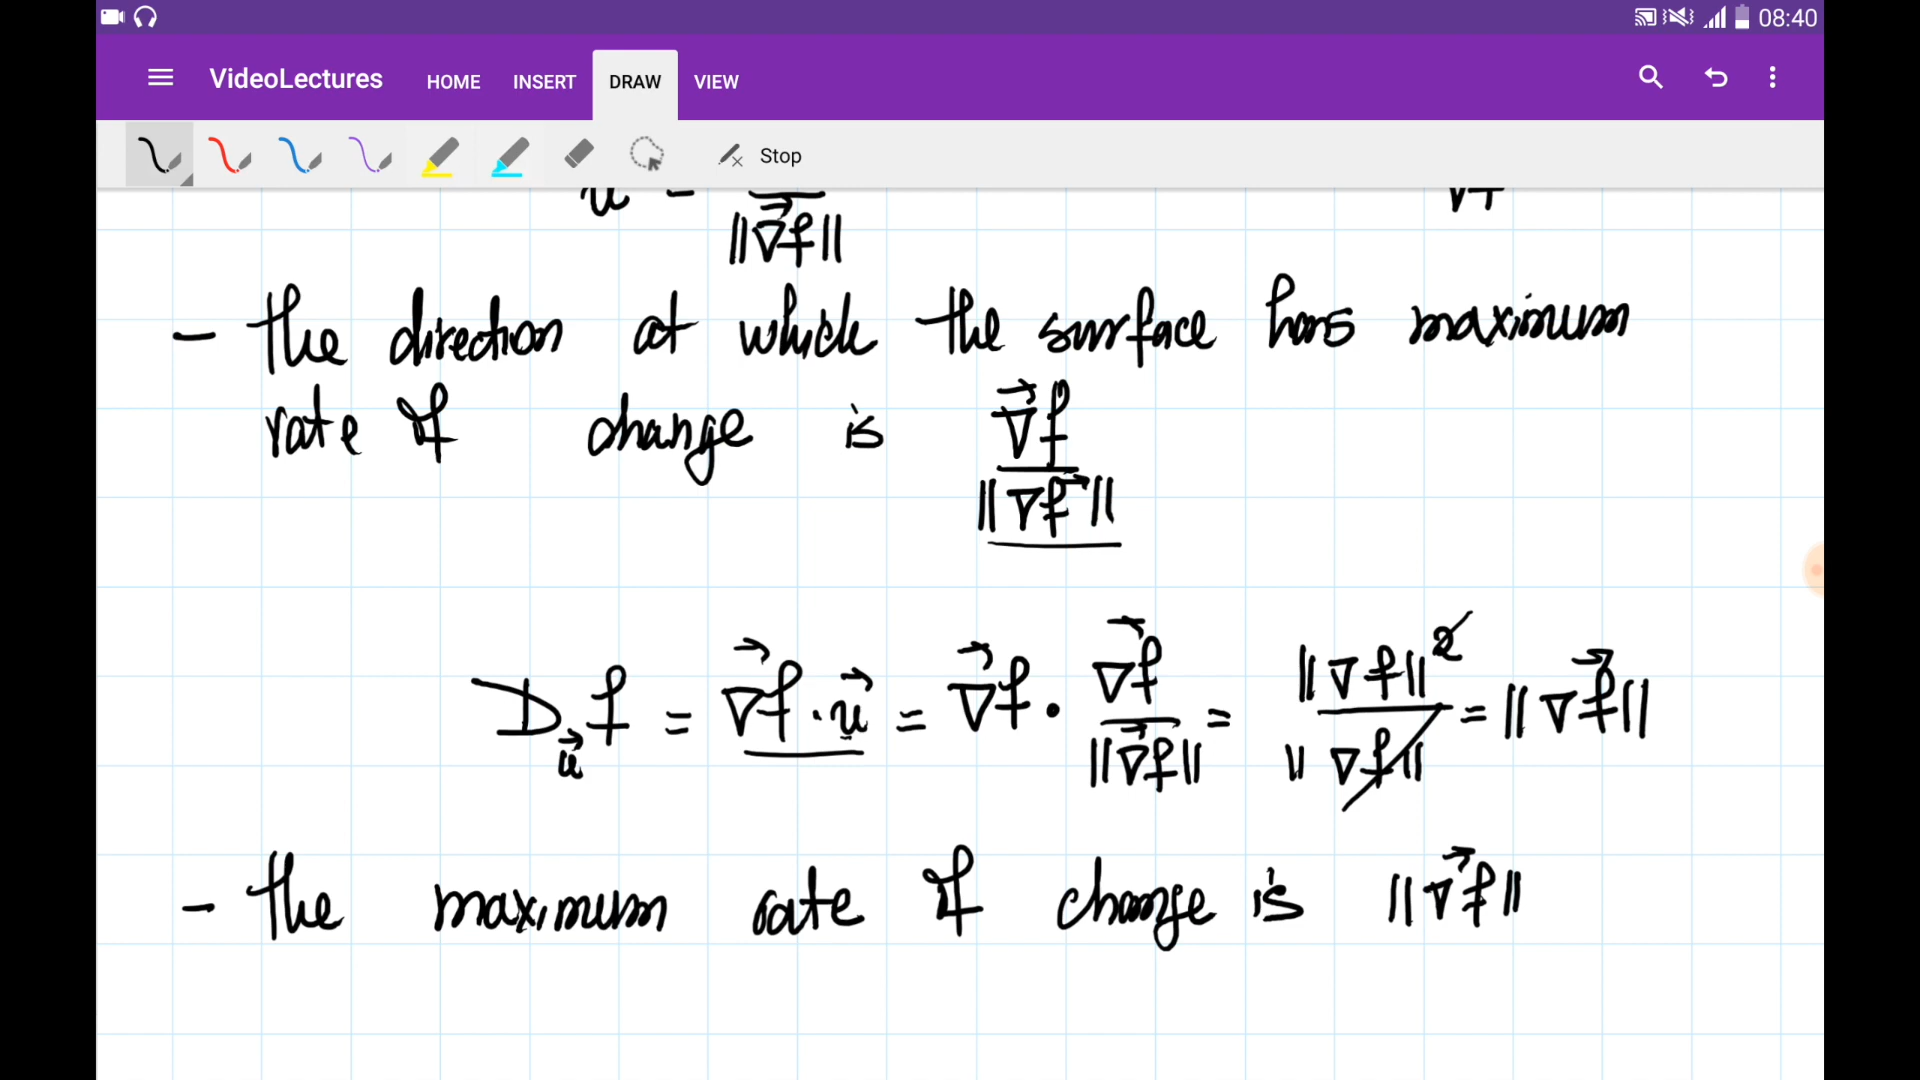 08:40
VideoLectures HOME INSERT DRAW VIEW
Stop
u⃗ = ‖∇⃗f‖ ∇f
- the direction at which the surface has maximum
rate of change is ∇⃗f / ‖∇f⃗‖
D_u⃗ f = ∇⃗f · u⃗ = ∇⃗f · ∇⃗f / ‖∇⃗f‖ = ‖∇f‖² / ‖∇f‖ = ‖∇f⃗‖
- the maximum rate of change is ‖∇⃗f‖